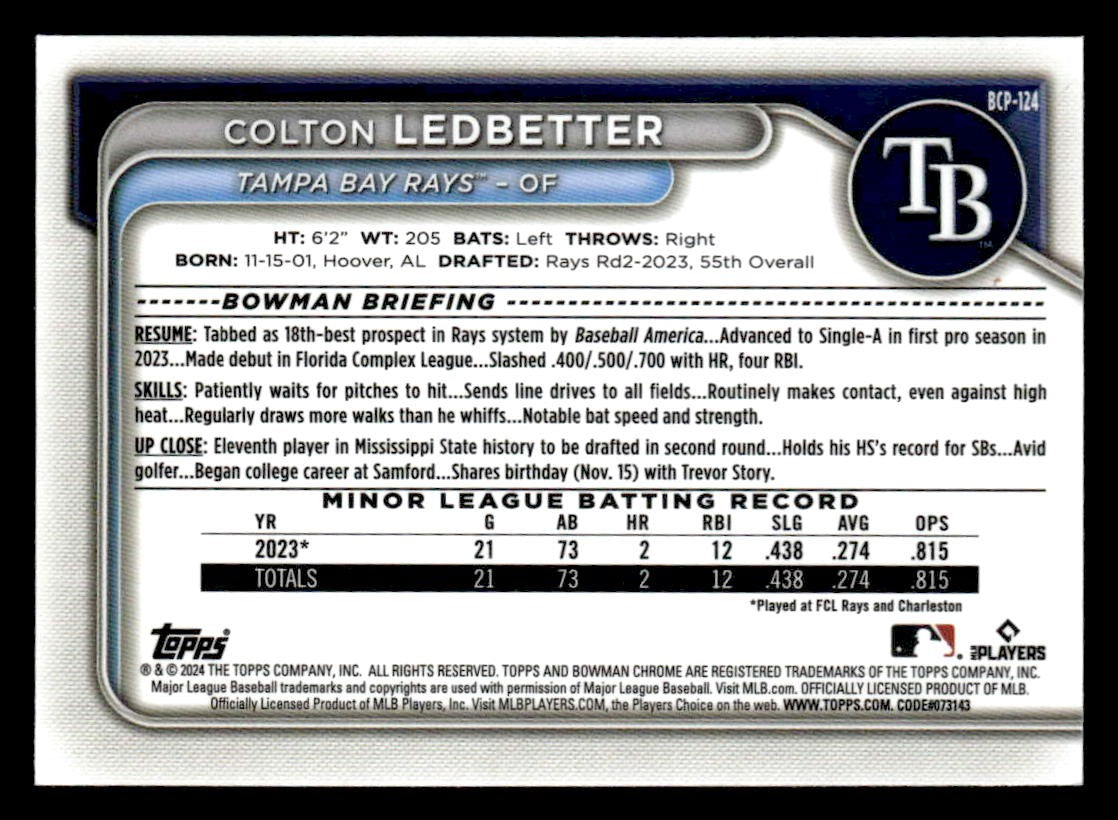 BCP-124
COLTON LEDBETTER
TB
™
TAMPA BAY RAYS™ – OF
HT: 6'2" WT: 205 BATS: Left THROWS: Right
BORN: 11-15-01, Hoover, AL DRAFTED: Rays Rd2-2023, 55th Overall
BOWMAN BRIEFING
RESUME: Tabbed as 18th-best prospect in Rays system by Baseball America...Advanced to Single-A in first pro season in
2023...Made debut in Florida Complex League...Slashed .400/.500/.700 with HR, four RBI.
SKILLS: Patiently waits for pitches to hit...Sends line drives to all fields...Routinely makes contact, even against high
heat...Regularly draws more walks than he whiffs...Notable bat speed and strength.
UP CLOSE: Eleventh player in Mississippi State history to be drafted in second round...Holds his HS's record for SBs...Avid
golfer...Began college career at Samford...Shares birthday (Nov. 15) with Trevor Story.
MINOR LEAGUE BATTING RECORD
YR G AB HR RBI SLG AVG OPS
2023* 21 73 2 12 .438 .274 .815
TOTALS 21 73 2 12 .438 .274 .815
*Played at FCL Rays and Charleston
Topps®
MLB PLAYERS
® & © 2024 THE TOPPS COMPANY, INC. ALL RIGHTS RESERVED. TOPPS AND BOWMAN CHROME ARE REGISTERED TRADEMARKS OF THE TOPPS COMPANY, INC.
Major League Baseball trademarks and copyrights are used with permission of Major League Baseball. Visit MLB.com. OFFICIALLY LICENSED PRODUCT OF MLB.
Officially Licensed Product of MLB Players, Inc. Visit MLBPLAYERS.COM, the Players Choice on the web. WWW.TOPPS.COM. CODE#073143